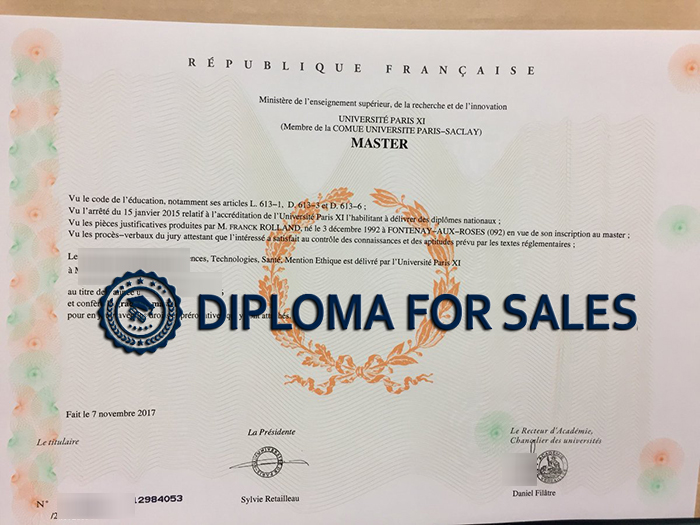 RÉPUBLIQUE FRANÇAISE
Ministère de l'enseignement supérieur, de la recherche et de l'innovation
UNIVERSITÉ PARIS XI
(Membre de la COMUE UNIVERSITE PARIS-SACLAY)
MASTER
Vu le code de l'éducation, notamment ses articles L. 613-1, D. 613-3 et D. 613-6 ;
Vu l'arrêté du 15 janvier 2015 relatif à l'accréditation de l'Université Paris XI l'habilitant à délivrer des diplômes nationaux ;
Vu les pièces justificatives produites par M. FRANCK ROLLAND, né le 3 décembre 1992 à FONTENAY-AUX-ROSES (092) en vue de son inscription au master ;
Vu les procès-verbaux du jury attestant que l'intéressé a satisfait au contrôle des connaissances et des aptitudes prévu par les textes réglementaires ;
Le Technologies, Santé, Mention Ethique est délivré par l'Université Paris XI
à
au titre de
et
pour en
DIPLOMA FOR SALES
Fait le 7 novembre 2017
Le titulaire
La Présidente
Sylvie Retailleau
Le Recteur d'Académie,
Chancelier des universités
Daniel Filâtre
N° 12984053
/2